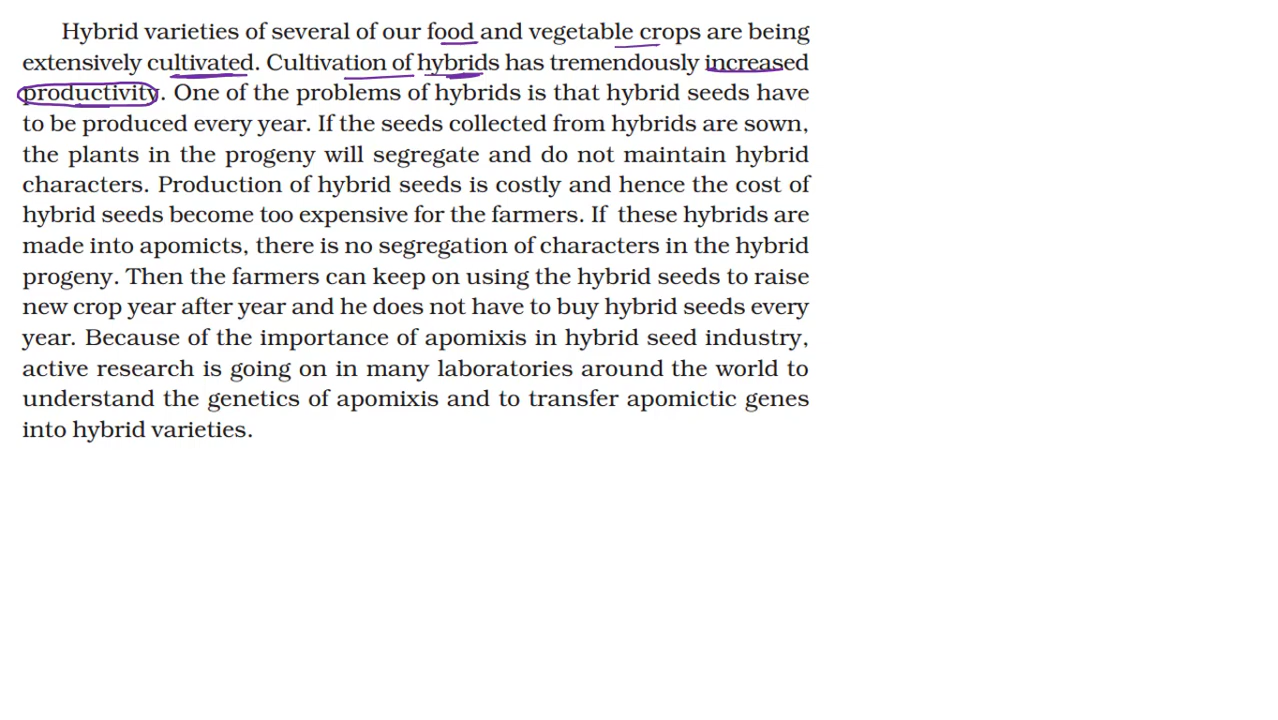 Hybrid varieties of several of our food and vegetable crops are being
extensively cultivated. Cultivation of hybrids has tremendously increased
productivity. One of the problems of hybrids is that hybrid seeds have
to be produced every year. If the seeds collected from hybrids are sown,
the plants in the progeny will segregate and do not maintain hybrid
characters. Production of hybrid seeds is costly and hence the cost of
hybrid seeds become too expensive for the farmers. If these hybrids are
made into apomicts, there is no segregation of characters in the hybrid
progeny. Then the farmers can keep on using the hybrid seeds to raise
new crop year after year and he does not have to buy hybrid seeds every
year. Because of the importance of apomixis in hybrid seed industry,
active research is going on in many laboratories around the world to
understand the genetics of apomixis and to transfer apomictic genes
into hybrid varieties.